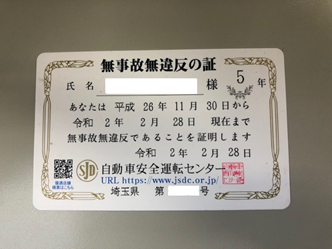 無事故無違反の証
氏名 様 5年
あなたは 平成 26年 11月 30日から
令和 2年 2月 28日 現在まで
無事故無違反であることを証明します
令和 2年 2月 28日
SJD 自動車安全運転センター
URL https://www.jsdc.or.jp/
埼玉県 第 号